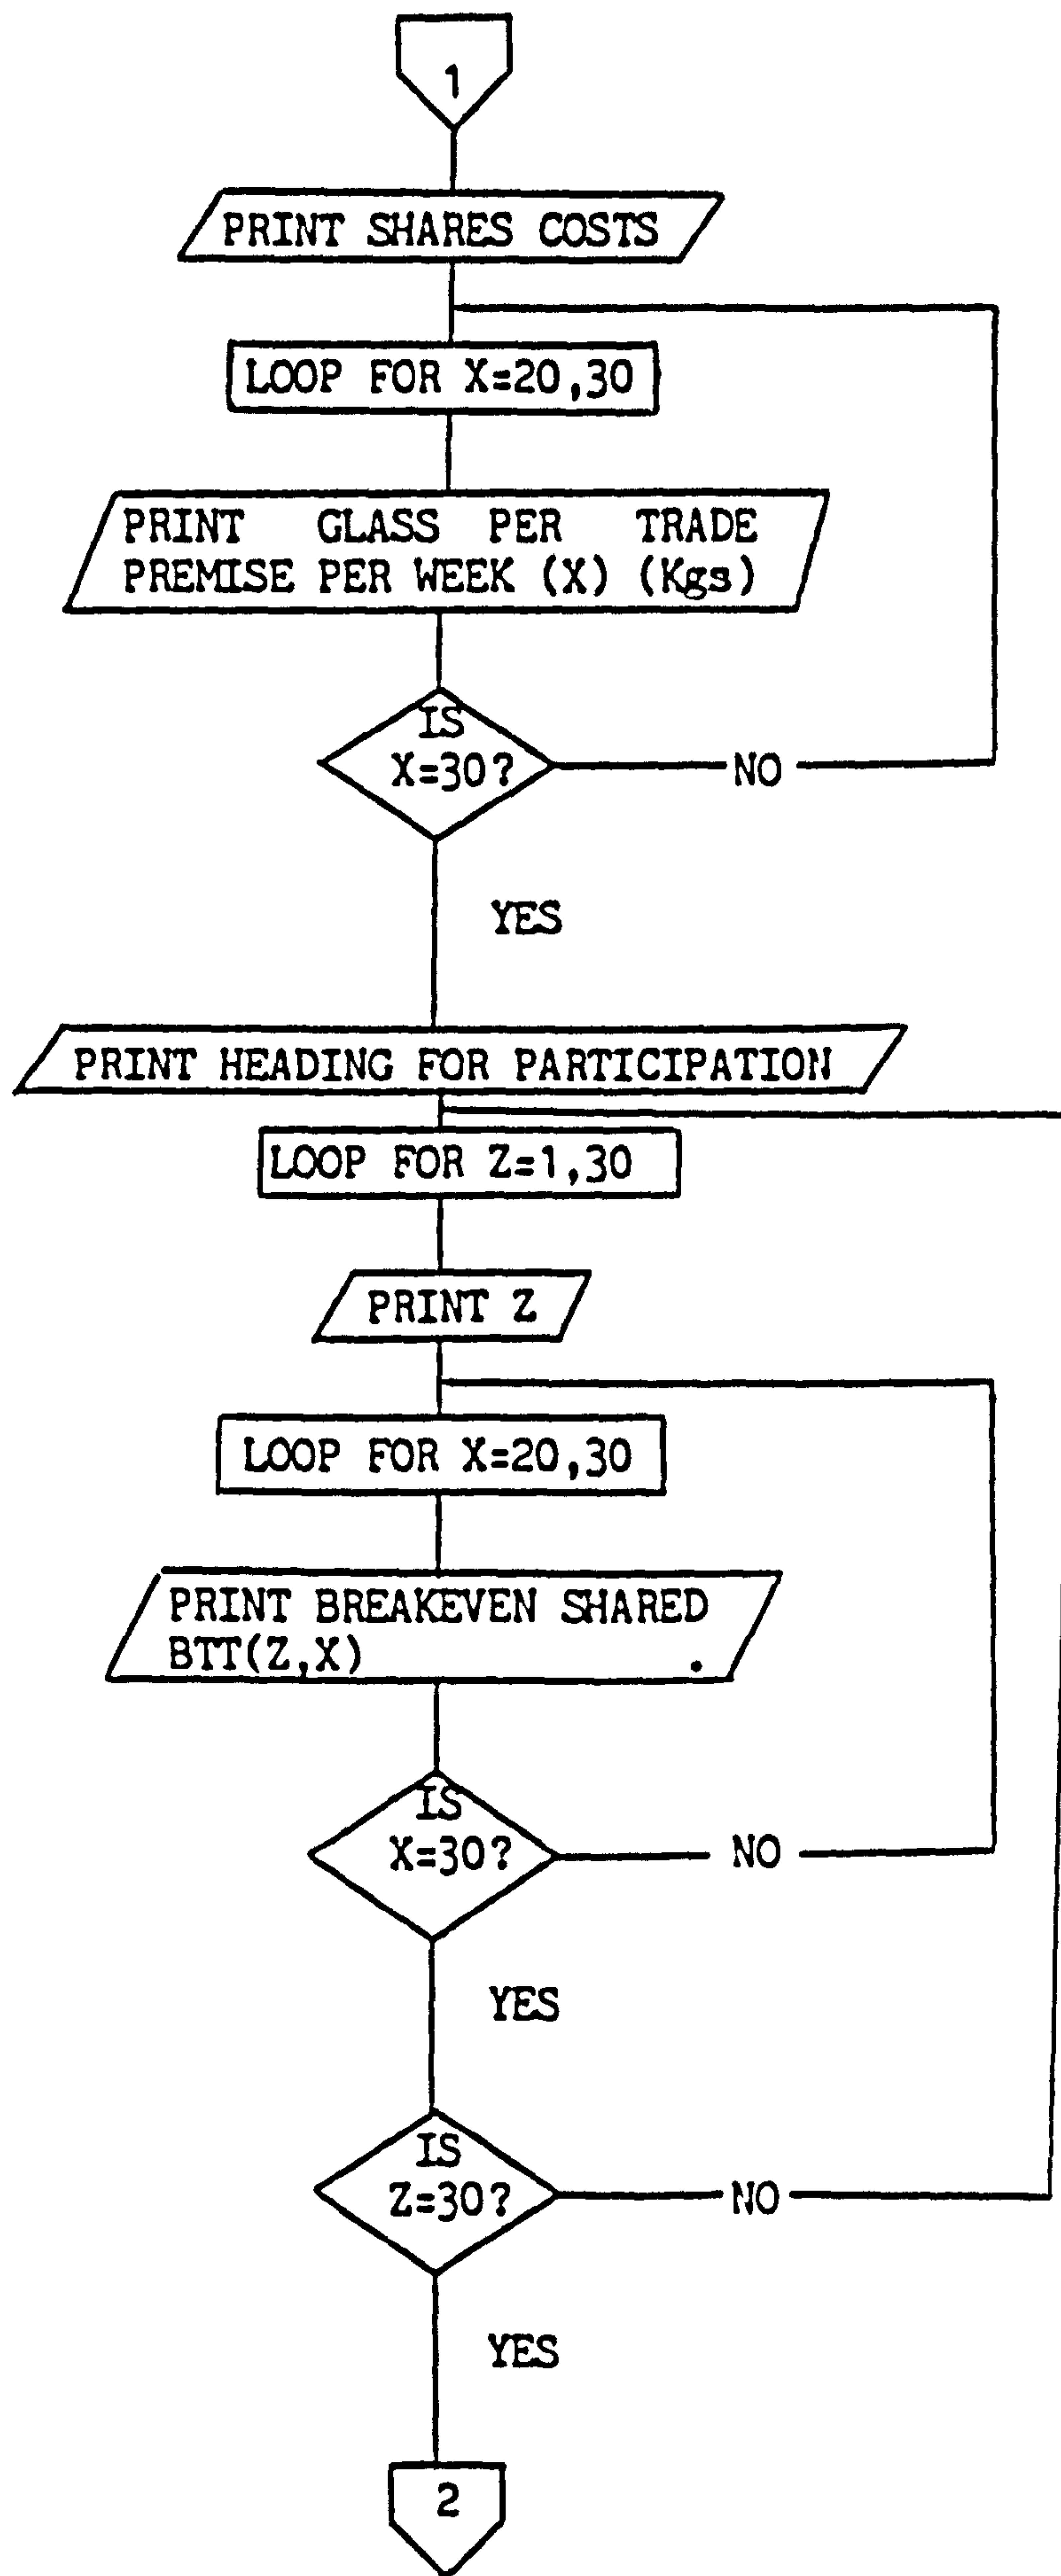 1
PRINT SHARES COSTS
LOOP FOR X=20,30
PRINT GLASS PER TRADE
PREMISE PER WEEK (X) (Kgs)
IS
X=30?
NO
YES
PRINT HEADING FOR PARTICIPATION
LOOP FOR Z=1,30
PRINT Z
LOOP FOR X=20,30
PRINT BREAKEVEN SHARED
BTT(Z,X) .
IS
X=30?
NO
YES
IS
Z=30?
NO
YES
2